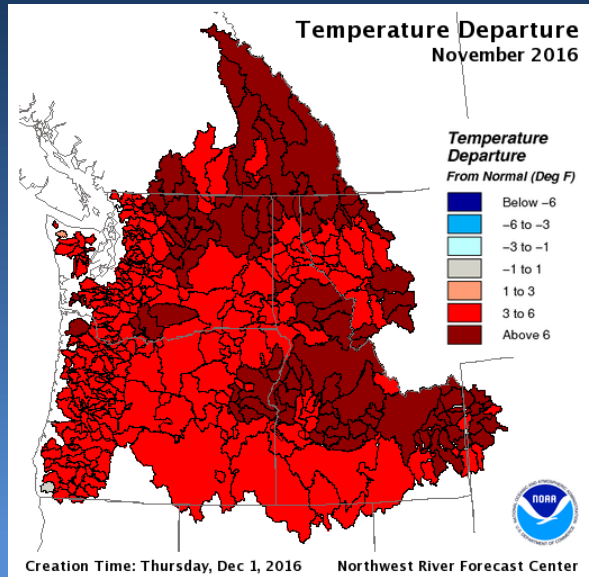 Temperature Departure
November 2016
Temperature
Departure
From Normal (Deg F)
Below −6
−6 to −3
−3 to −1
−1 to 1
1 to 3
3 to 6
Above 6
NOAA
Creation Time: Thursday, Dec 1, 2016
Northwest River Forecast Center